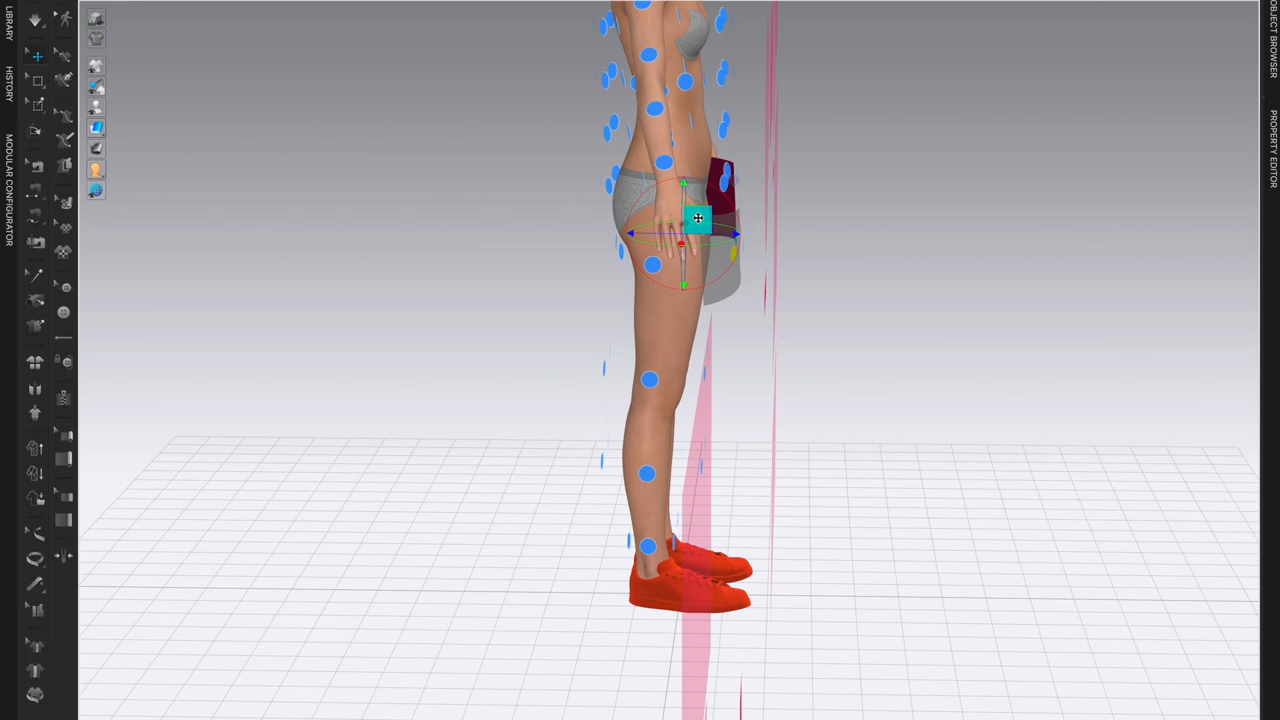 LIBRARY
HISTORY
MODULAR CONFIGURATOR
OBJECT BROWSER
PROPERTY EDITOR